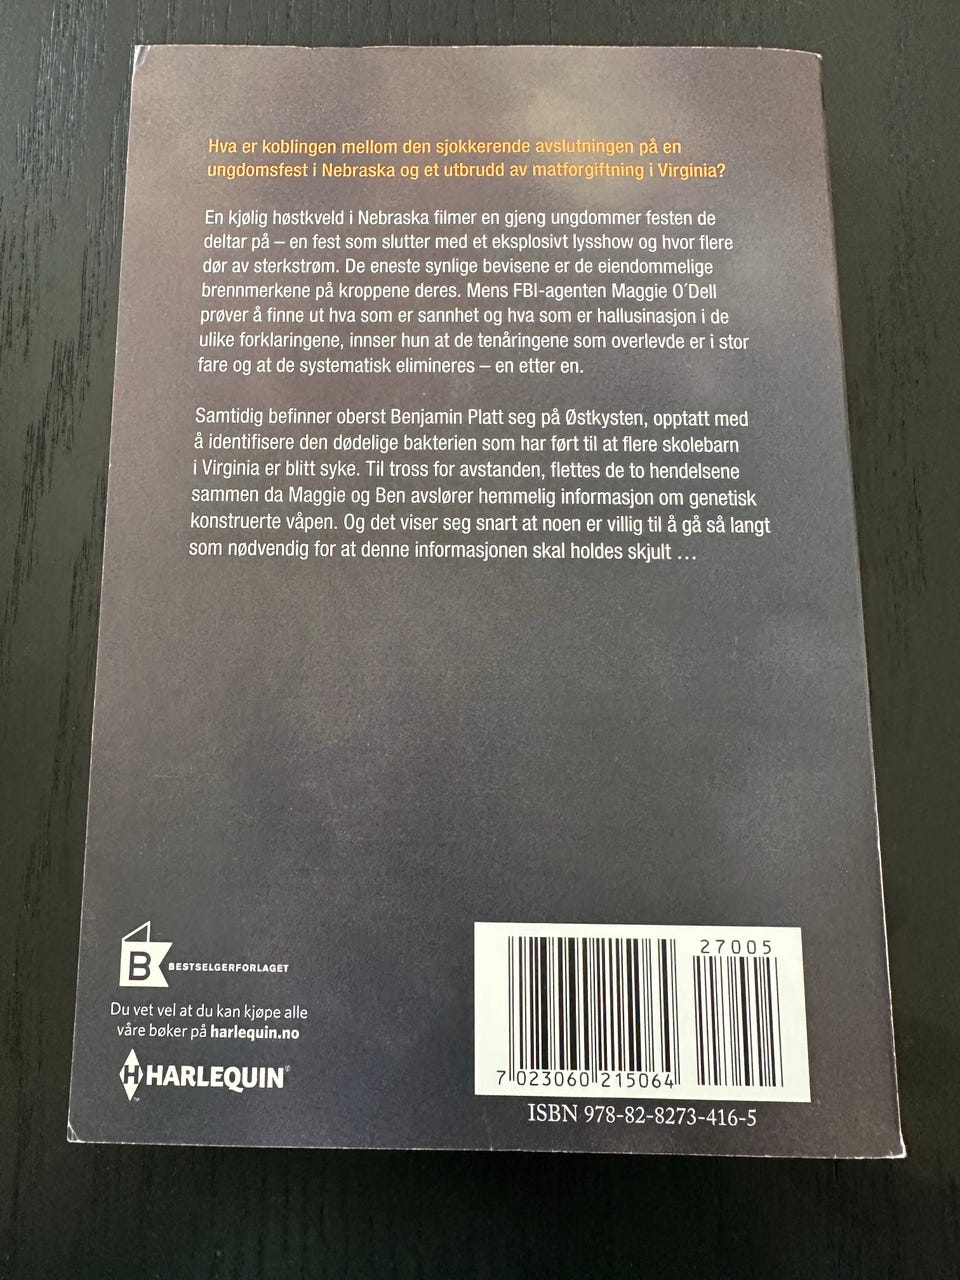 Hva er koblingen mellom den sjokkerende avslutningen på en
ungdomsfest i Nebraska og et utbrudd av matforgiftning i Virginia?
En kjølig høstkveld i Nebraska filmer en gjeng ungdommer festen de
deltar på – en fest som slutter med et eksplosivt lysshow og hvor flere
dør av sterkstrøm. De eneste synlige bevisene er de eiendommelige
brennmerkene på kroppene deres. Mens FBI-agenten Maggie O´Dell
prøver å finne ut hva som er sannhet og hva som er hallusinasjon i de
ulike forklaringene, innser hun at de tenåringene som overlevde er i stor
fare og at de systematisk elimineres – en etter en.
Samtidig befinner oberst Benjamin Platt seg på Østkysten, opptatt med
å identifisere den dødelige bakterien som har ført til at flere skolebarn
i Virginia er blitt syke. Til tross for avstanden, flettes de to hendelsene
sammen da Maggie og Ben avslører hemmelig informasjon om genetisk
konstruerte våpen. Og det viser seg snart at noen er villig til å gå så langt
som nødvendig for at denne informasjonen skal holdes skjult ...
B BESTSELGERFORLAGET
Du vet vel at du kan kjøpe alle
våre bøker på harlequin.no
H HARLEQUIN®
™
27005
7 023060 215064
ISBN 978-82-8273-416-5